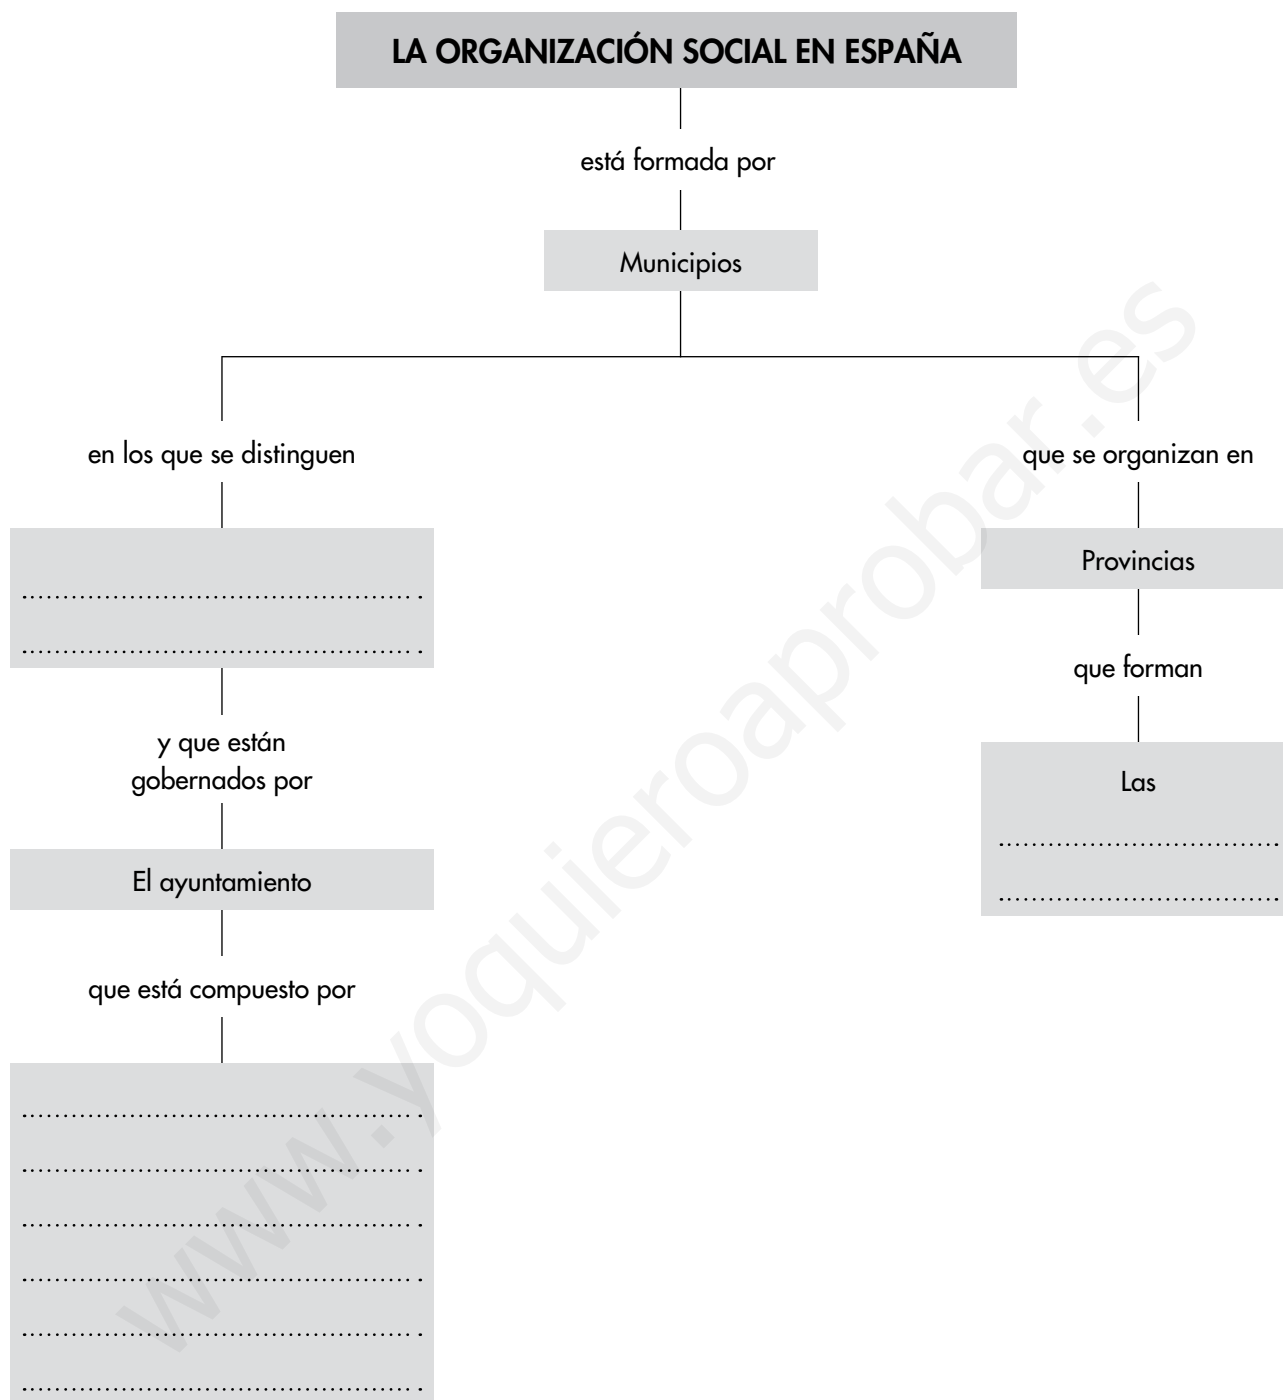 LA ORGANIZACIÓN SOCIAL EN ESPAÑA
está formada por
Municipios
en los que se distinguen
y que están
gobernados por
El ayuntamiento
que está compuesto por
que se organizan en
Provincias
que forman
Las
www.yoquieroaprobar.es